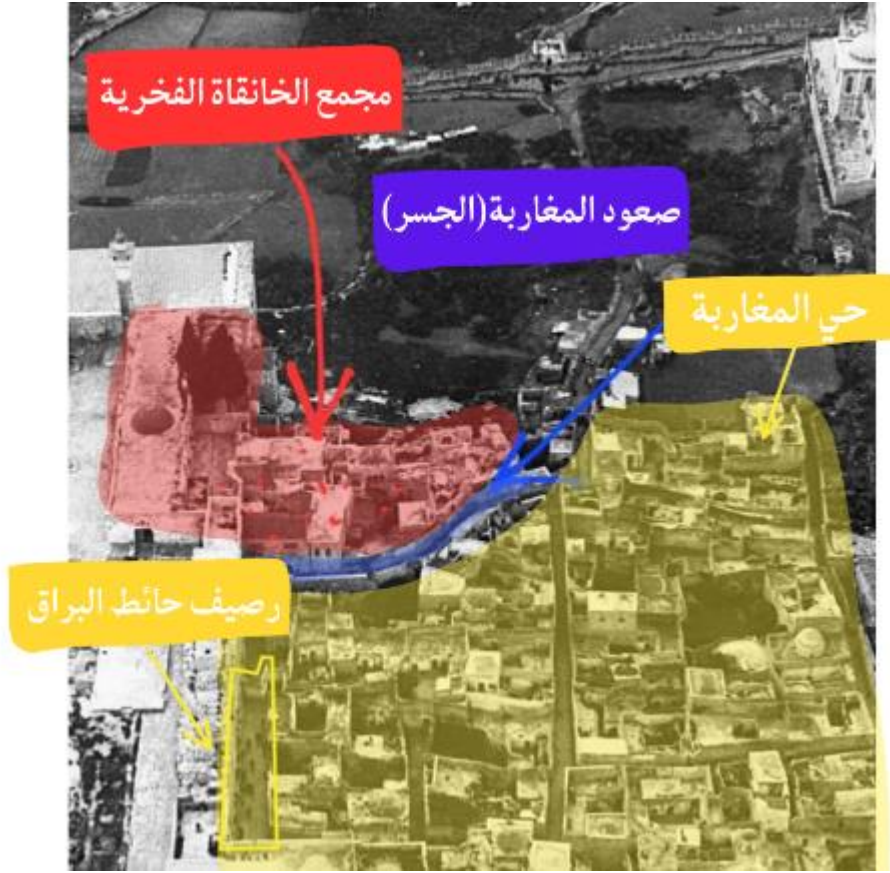 مجمع الخانقاة الفخرية
صعود المغاربة(الجسر)
حي المغاربة
رصيف حائط البراق